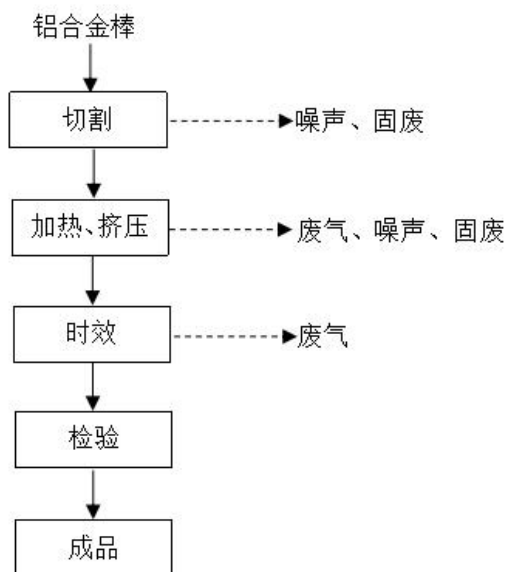 铝合金棒
切割
噪声、固废
加热、挤压
废气、噪声、固废
时效
废气
检验
成品